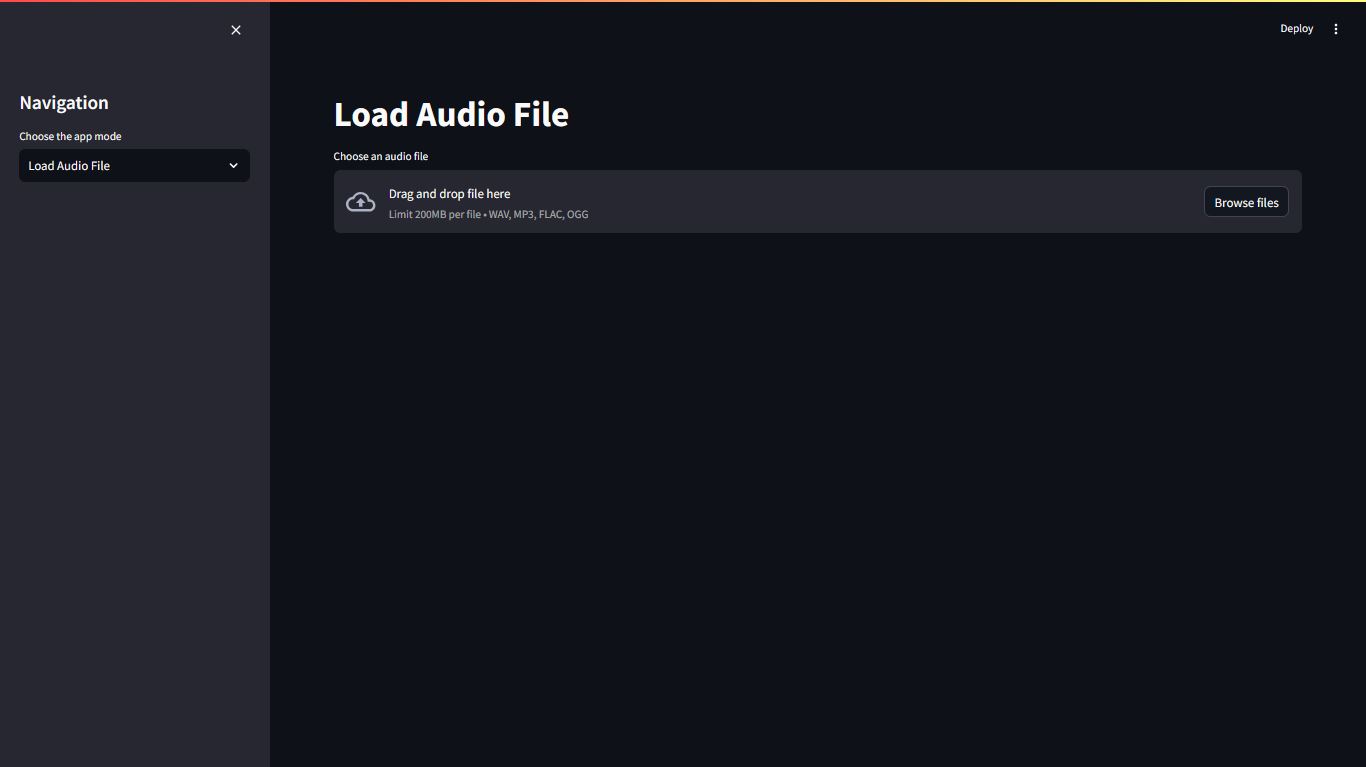 Deploy
Navigation
Choose the app mode
Load Audio File
Load Audio File
Choose an audio file
Drag and drop file here
Limit 200MB per file • WAV, MP3, FLAC, OGG
Browse files